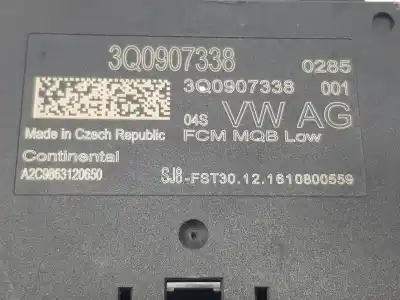 3Q0907338 0285
3Q0907338 001
04S VW AG
Made in Czech Republic FCM MQB Low
Continental
A2C9863120650 SJ8-FST30.12.1610800559